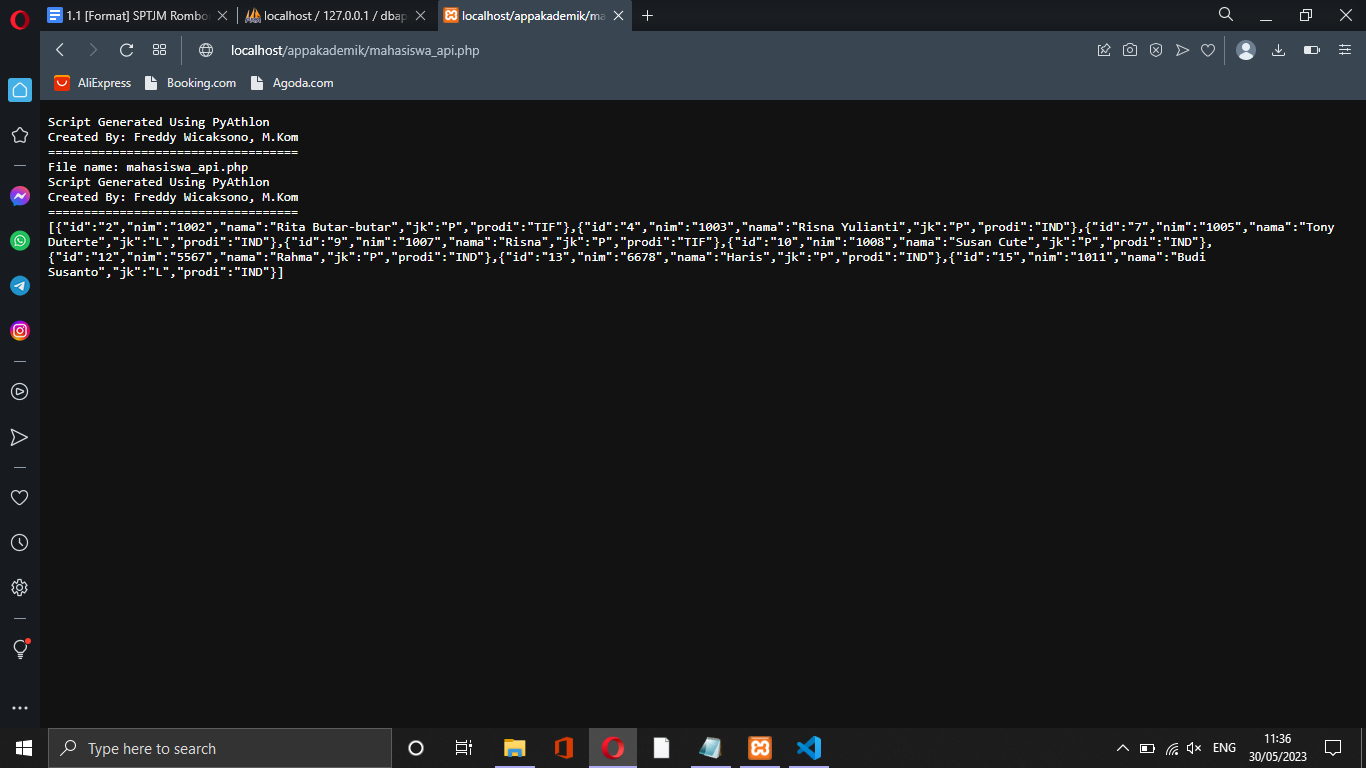 1.1 [Format] SPTJM Rombo
localhost / 127.0.0.1 / dbap
localhost/appakademik/ma
localhost/appakademik/mahasiswa_api.php
AliExpress
Booking.com
Agoda.com
Script Generated Using PyAthlon
Created By: Freddy Wicaksono, M.Kom
===================================
File name: mahasiswa_api.php
Script Generated Using PyAthlon
Created By: Freddy Wicaksono, M.Kom
===================================
[{"id":"2","nim":"1002","nama":"Rita Butar-butar","jk":"P","prodi":"TIF"},{"id":"4","nim":"1003","nama":"Risna Yulianti","jk":"P","prodi":"IND"},{"id":"7","nim":"1005","nama":"Tony
Duterte","jk":"L","prodi":"IND"},{"id":"9","nim":"1007","nama":"Risna","jk":"P","prodi":"TIF"},{"id":"10","nim":"1008","nama":"Susan Cute","jk":"P","prodi":"IND"},
{"id":"12","nim":"5567","nama":"Rahma","jk":"P","prodi":"IND"},{"id":"13","nim":"6678","nama":"Haris","jk":"P","prodi":"IND"},{"id":"15","nim":"1011","nama":"Budi
Susanto","jk":"L","prodi":"IND"}]
Type here to search
ENG
11:36
30/05/2023